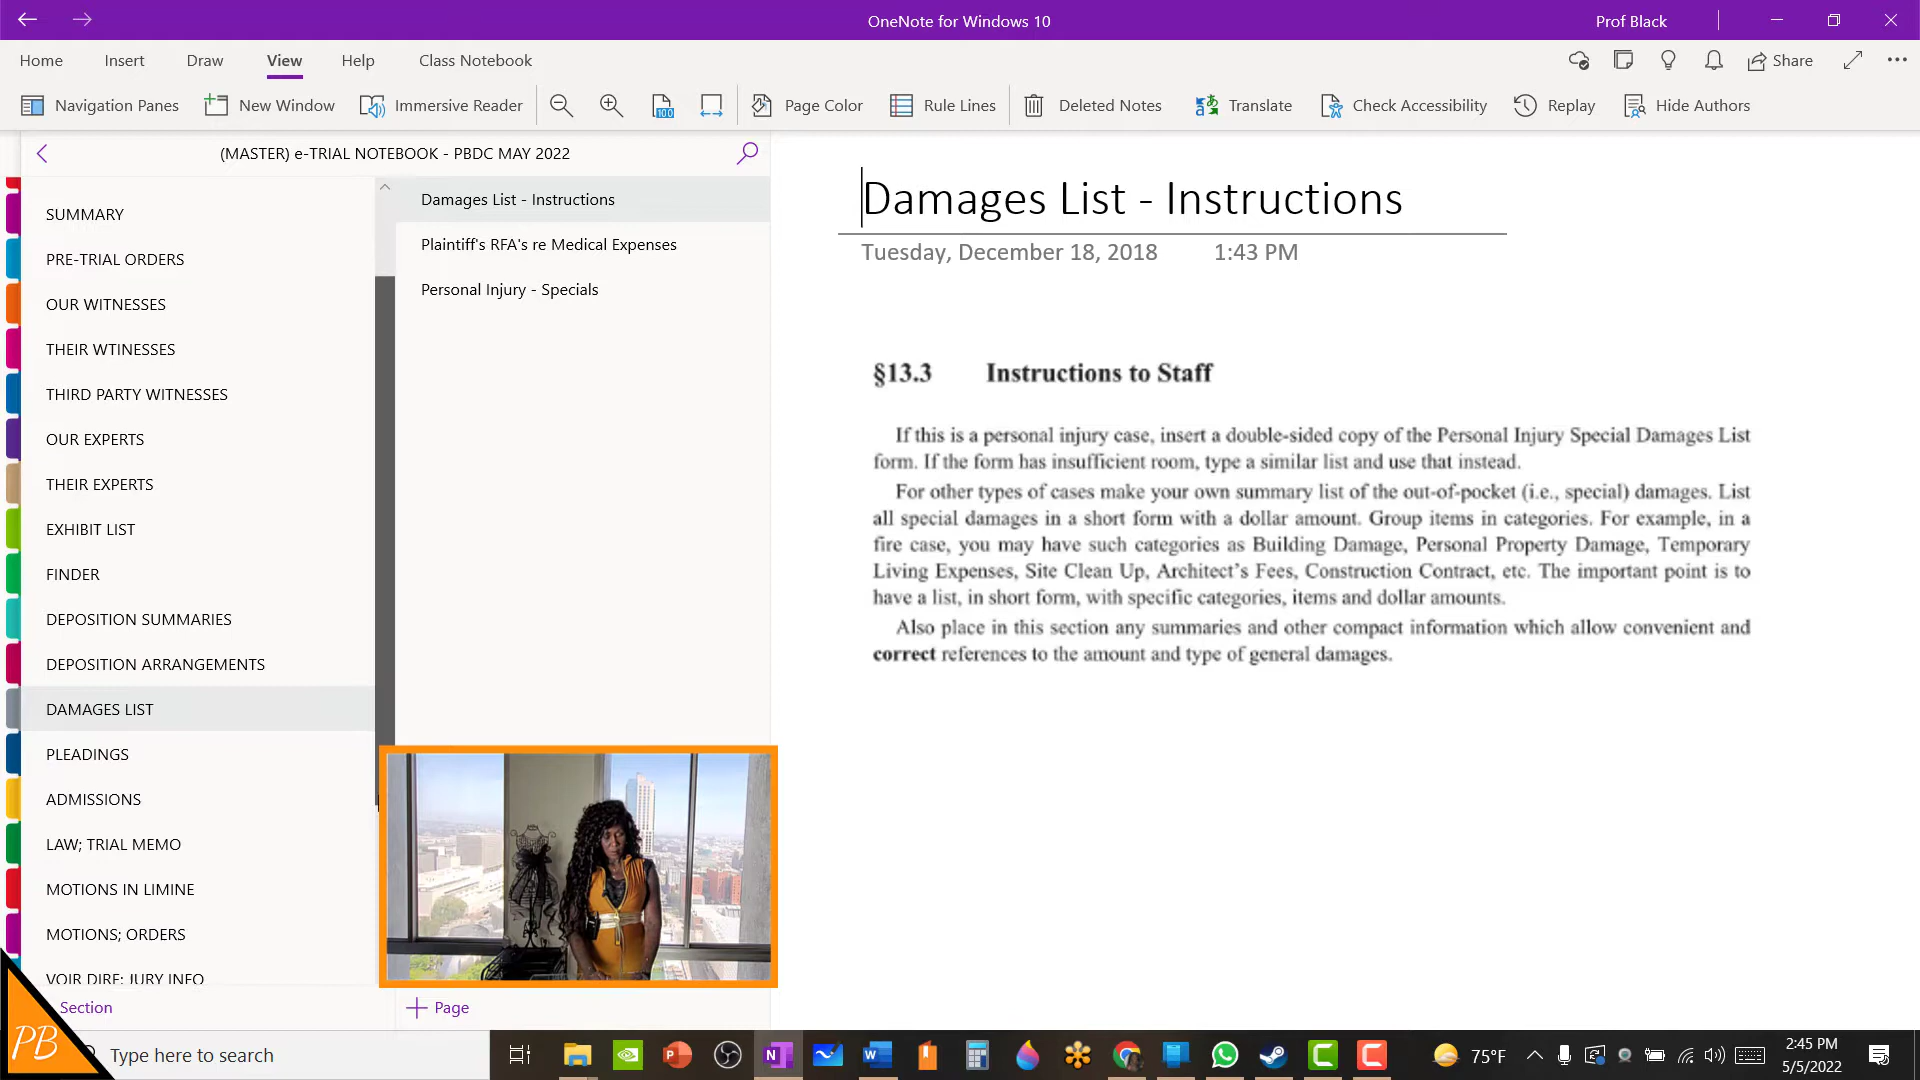 OneNote for Windows 10
Prof Black
Home
Insert
Draw
View
Help
Class Notebook
Share
Navigation Panes
New Window
Immersive Reader
100
Page Color
Rule Lines
Deleted Notes
Translate
Check Accessibility
Replay
Hide Authors
(MASTER) e-TRIAL NOTEBOOK - PBDC MAY 2022
SUMMARY
PRE-TRIAL ORDERS
OUR WITNESSES
THEIR WTINESSES
THIRD PARTY WITNESSES
OUR EXPERTS
THEIR EXPERTS
EXHIBIT LIST
FINDER
DEPOSITION SUMMARIES
DEPOSITION ARRANGEMENTS
DAMAGES LIST
PLEADINGS
ADMISSIONS
LAW; TRIAL MEMO
MOTIONS IN LIMINE
MOTIONS; ORDERS
VOIR DIRE; JURY INFO
Section
Damages List - Instructions
Plaintiff's RFA's re Medical Expenses
Personal Injury - Specials
Page
Damages List - Instructions
Tuesday, December 18, 2018 1:43 PM
§13.3 Instructions to Staff
If this is a personal injury case, insert a double-sided copy of the Personal Injury Special Damages List
form. If the form has insufficient room, type a similar list and use that instead.
For other types of cases make your own summary list of the out-of-pocket (i.e., special) damages. List
all special damages in a short form with a dollar amount. Group items in categories. For example, in a
fire case, you may have such categories as Building Damage, Personal Property Damage, Temporary
Living Expenses, Site Clean Up, Architect's Fees, Construction Contract, etc. The important point is to
have a list, in short form, with specific categories, items and dollar amounts.
Also place in this section any summaries and other compact information which allow convenient and
correct references to the amount and type of general damages.
PB
Type here to search
75°F
2:45 PM
5/5/2022